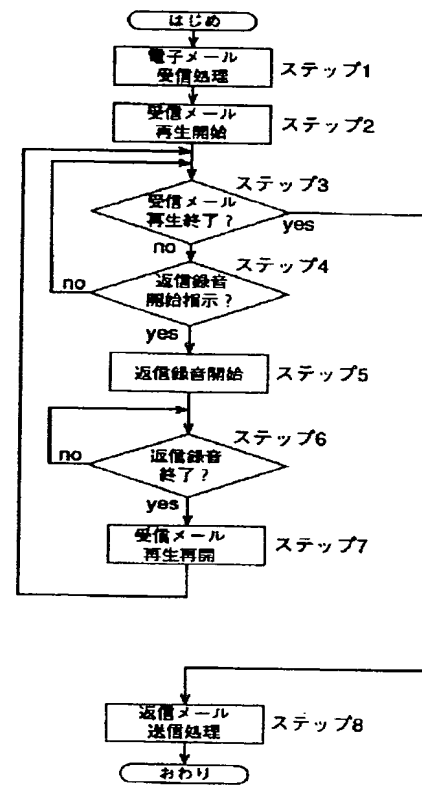 はじめ
電子メール
受信処理
ステップ1
受信メール
再生開始
ステップ2
ステップ3
受信メール
再生終了?
yes
no
ステップ4
返信録音
開始指示?
no
yes
返信録音開始
ステップ5
ステップ6
返信録音
終了?
no
yes
受信メール
再生再開
ステップ7
返信メール
送信処理
ステップ8
おわり